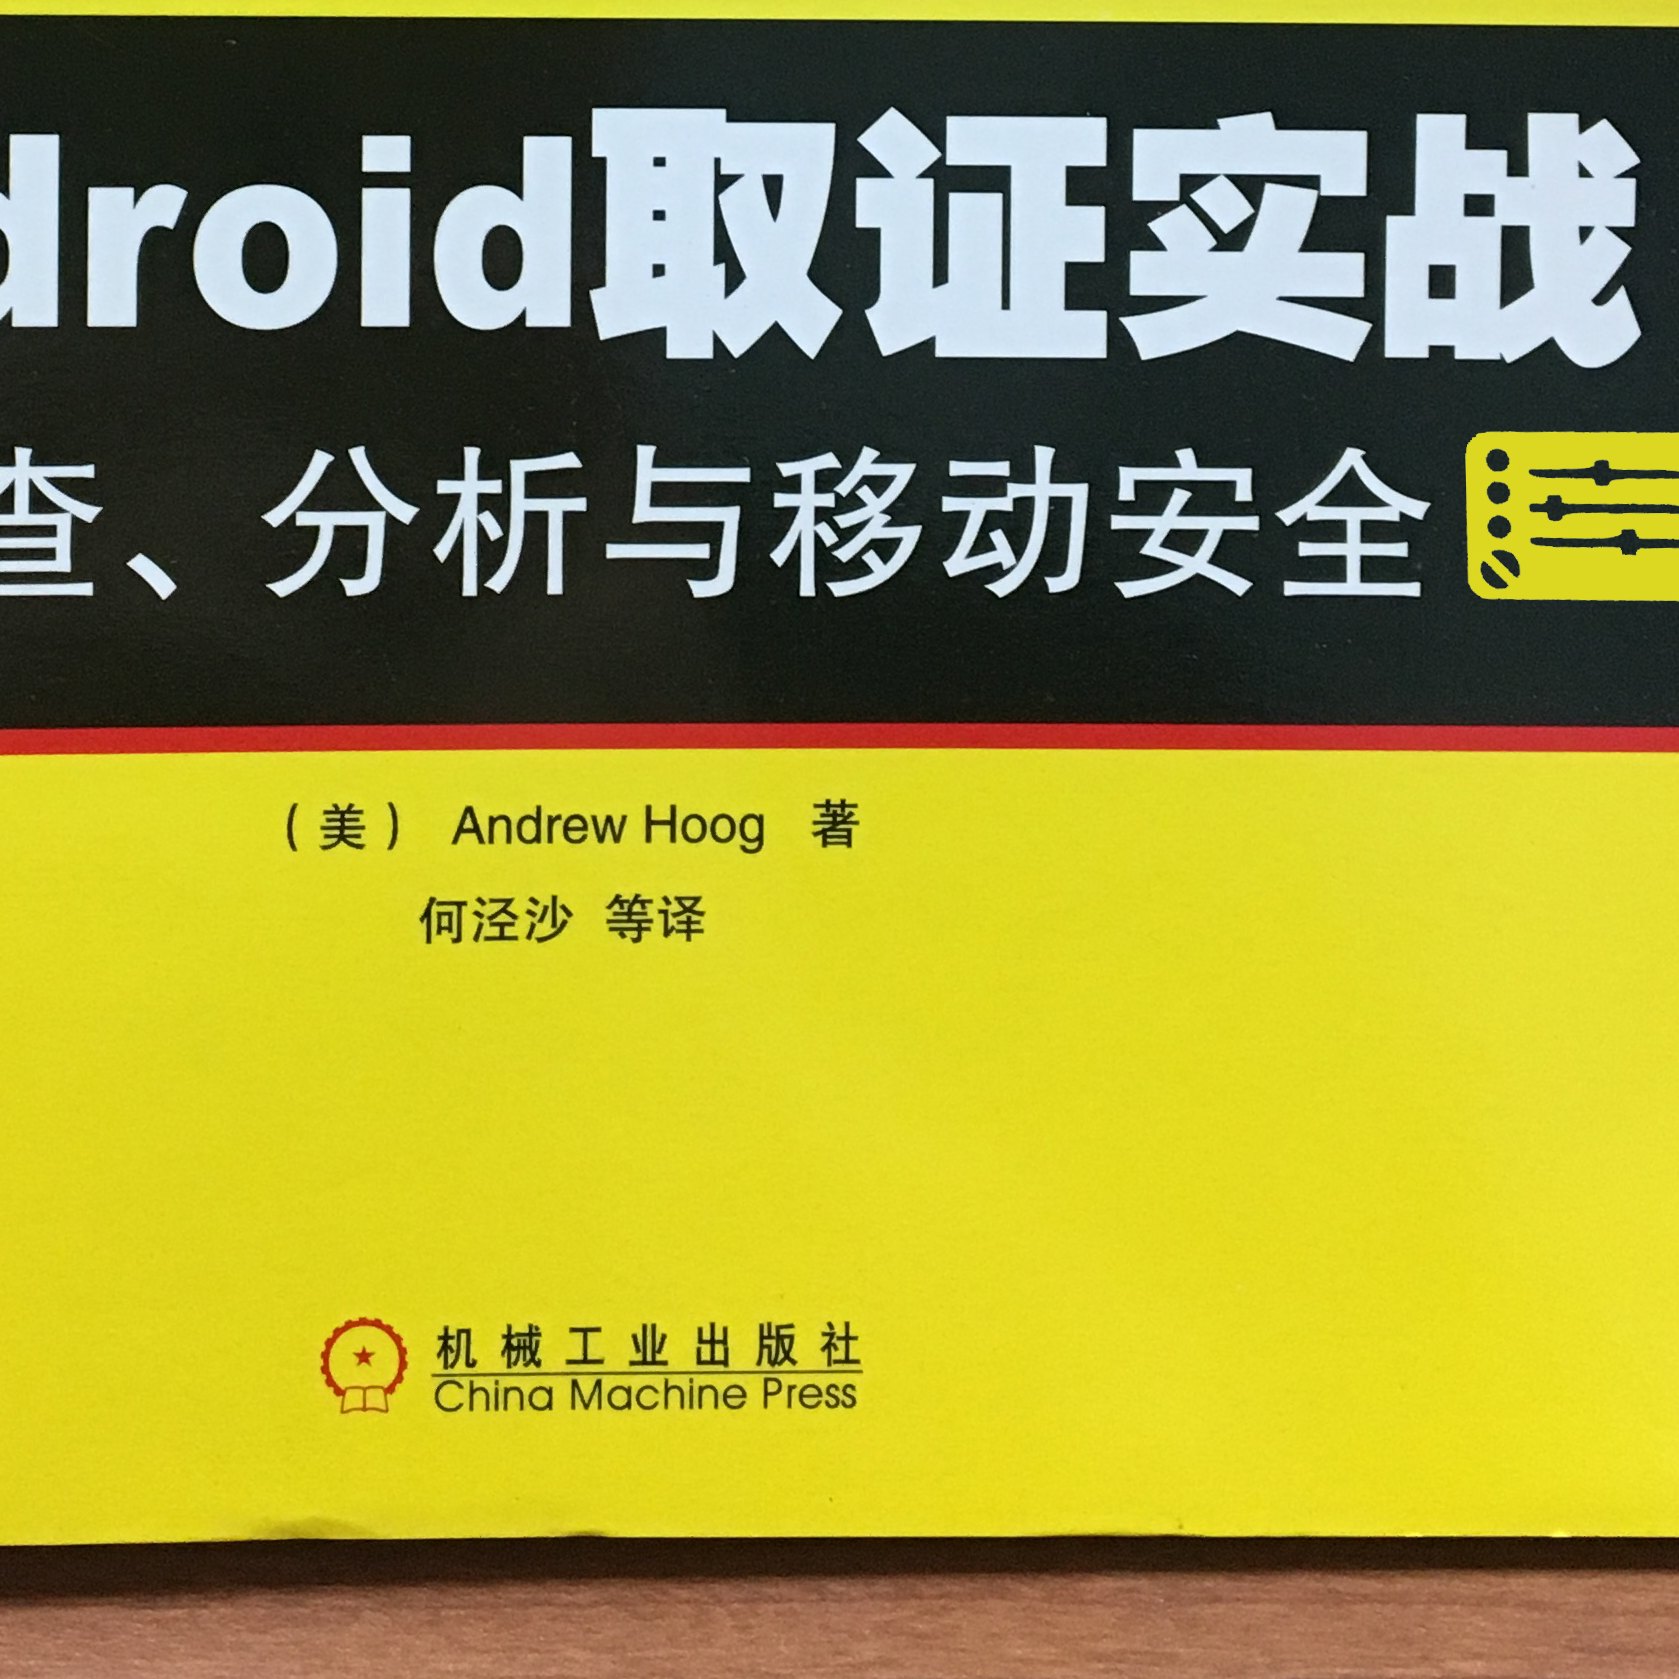 droid取证实战
查、分析与移动安全
（美） Andrew Hoog 著
何泾沙 等译
机械工业出版社
China Machine Press